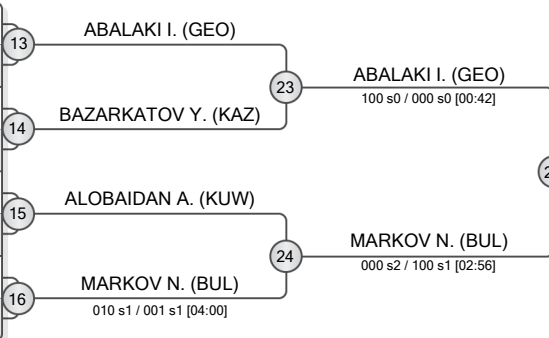 ABALAKI I. (GEO)
13
23
ABALAKI I. (GEO)
100 s0 / 000 s0 [00:42]
BAZARKATOV Y. (KAZ)
14
ALOBAIDAN A. (KUW)
15
24
MARKOV N. (BUL)
000 s2 / 100 s1 [02:56]
MARKOV N. (BUL)
16
010 s1 / 001 s1 [04:00]